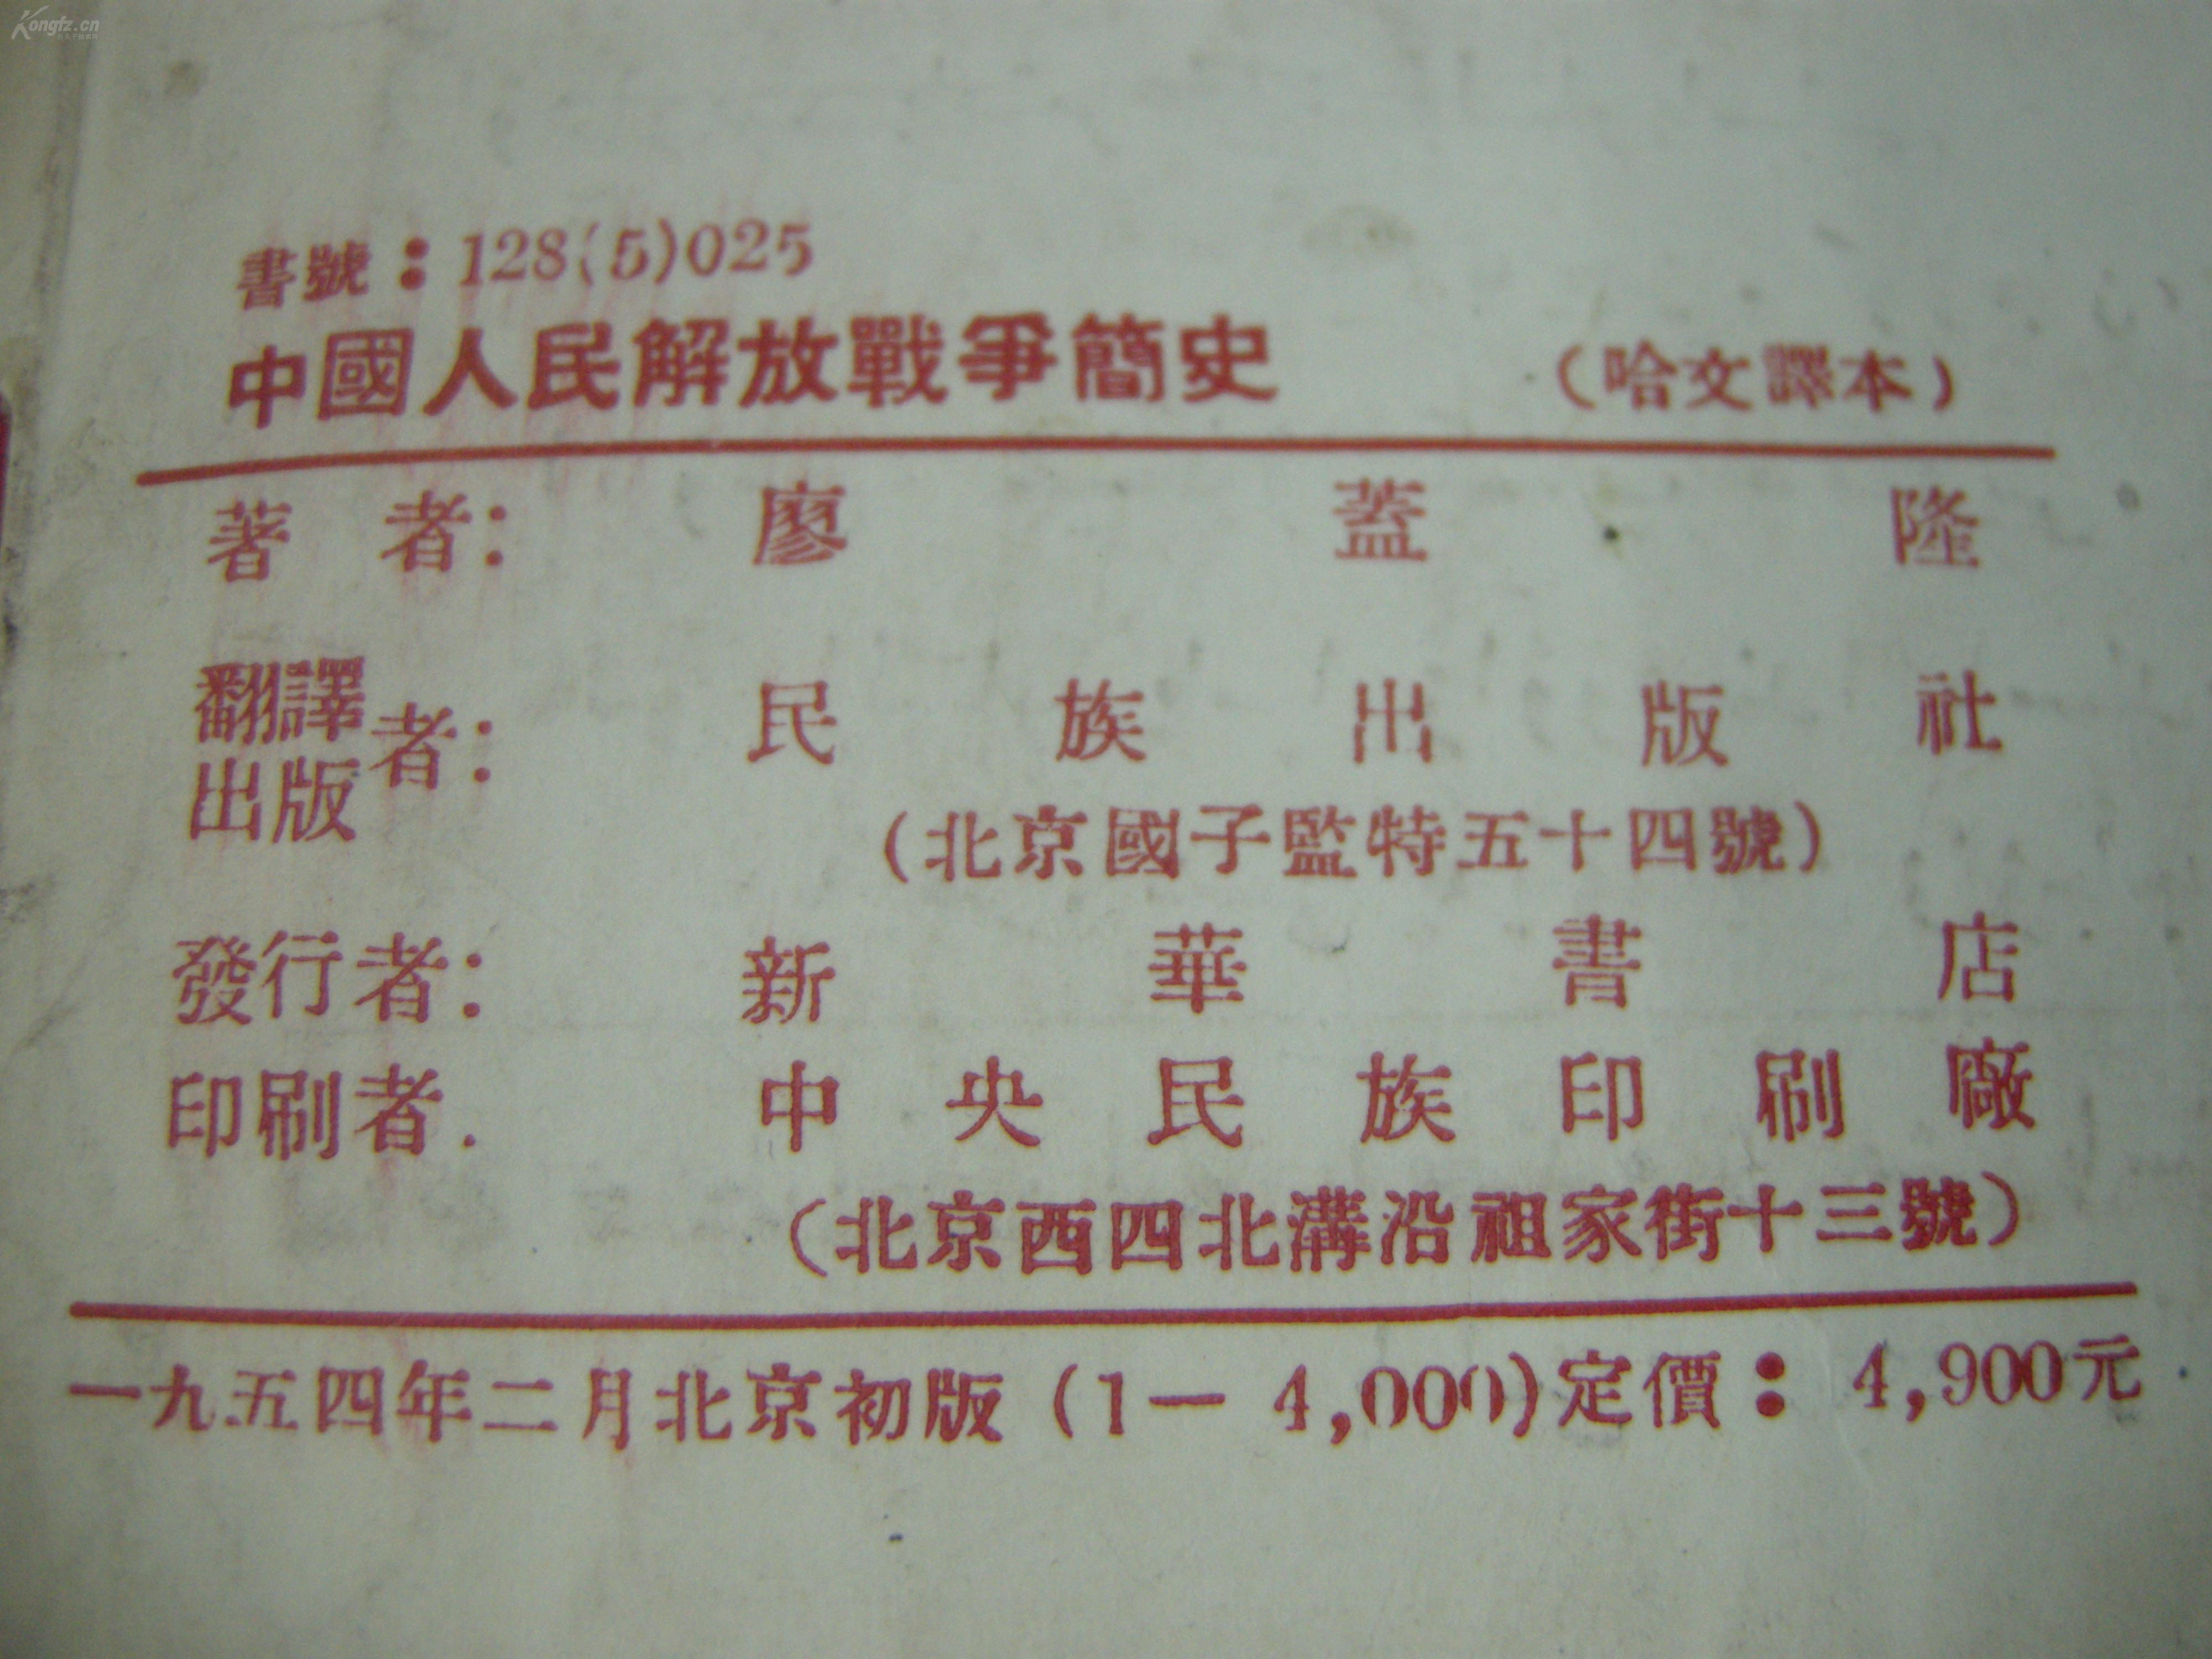 Kongfz.cn
書號：128(5)025
中國人民解放戰爭簡史 （哈文譯本）
著者： 廖蓋隆
翻譯出版者： 民族出版社
（北京國子監特五十四號）
發行者： 新華書店
印刷者． 中央民族印刷廠
（北京西四北溝沿祖家街十三號）
一九五四年二月北京初版（1— 4,000）定價：4,900元